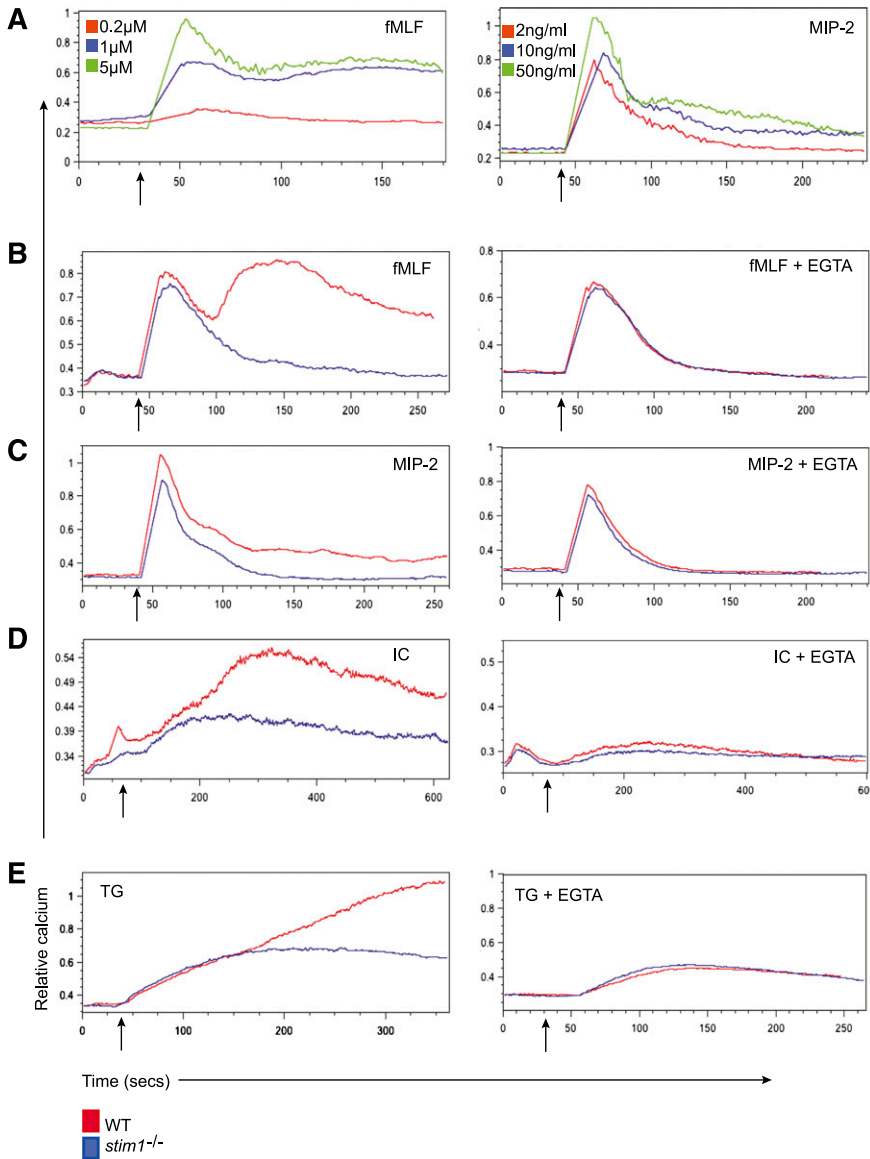 A
0.2µM
1µM
5µM
fMLF
1
0.8
0.6
0.4
0.2
0
0 50 100 150
2ng/ml
10ng/ml
50ng/ml
MIP-2
1
0.8
0.6
0.4
0.2
0 50 100 150 200
B
fMLF
0.8
0.7
0.6
0.5
0.4
0.3
0 50 100 150 200 250
fMLF + EGTA
0.8
0.6
0.4
0 50 100 150 200 250
C
MIP-2
1
0.8
0.6
0.4
0 50 100 150 200 250
MIP-2 + EGTA
1
0.8
0.6
0.4
0 50 100 150 200 250
D
IC
0.54
0.49
0.44
0.39
0.34
0 200 400 600
IC + EGTA
0.5
0.4
0.3
0 200 400 60
E
TG
1
0.8
0.6
0.4
0 100 200 300
TG + EGTA
1
0.8
0.6
0.4
0 50 100 150 200 250
Relative calcium
Time (secs)
WT
stim1-/-